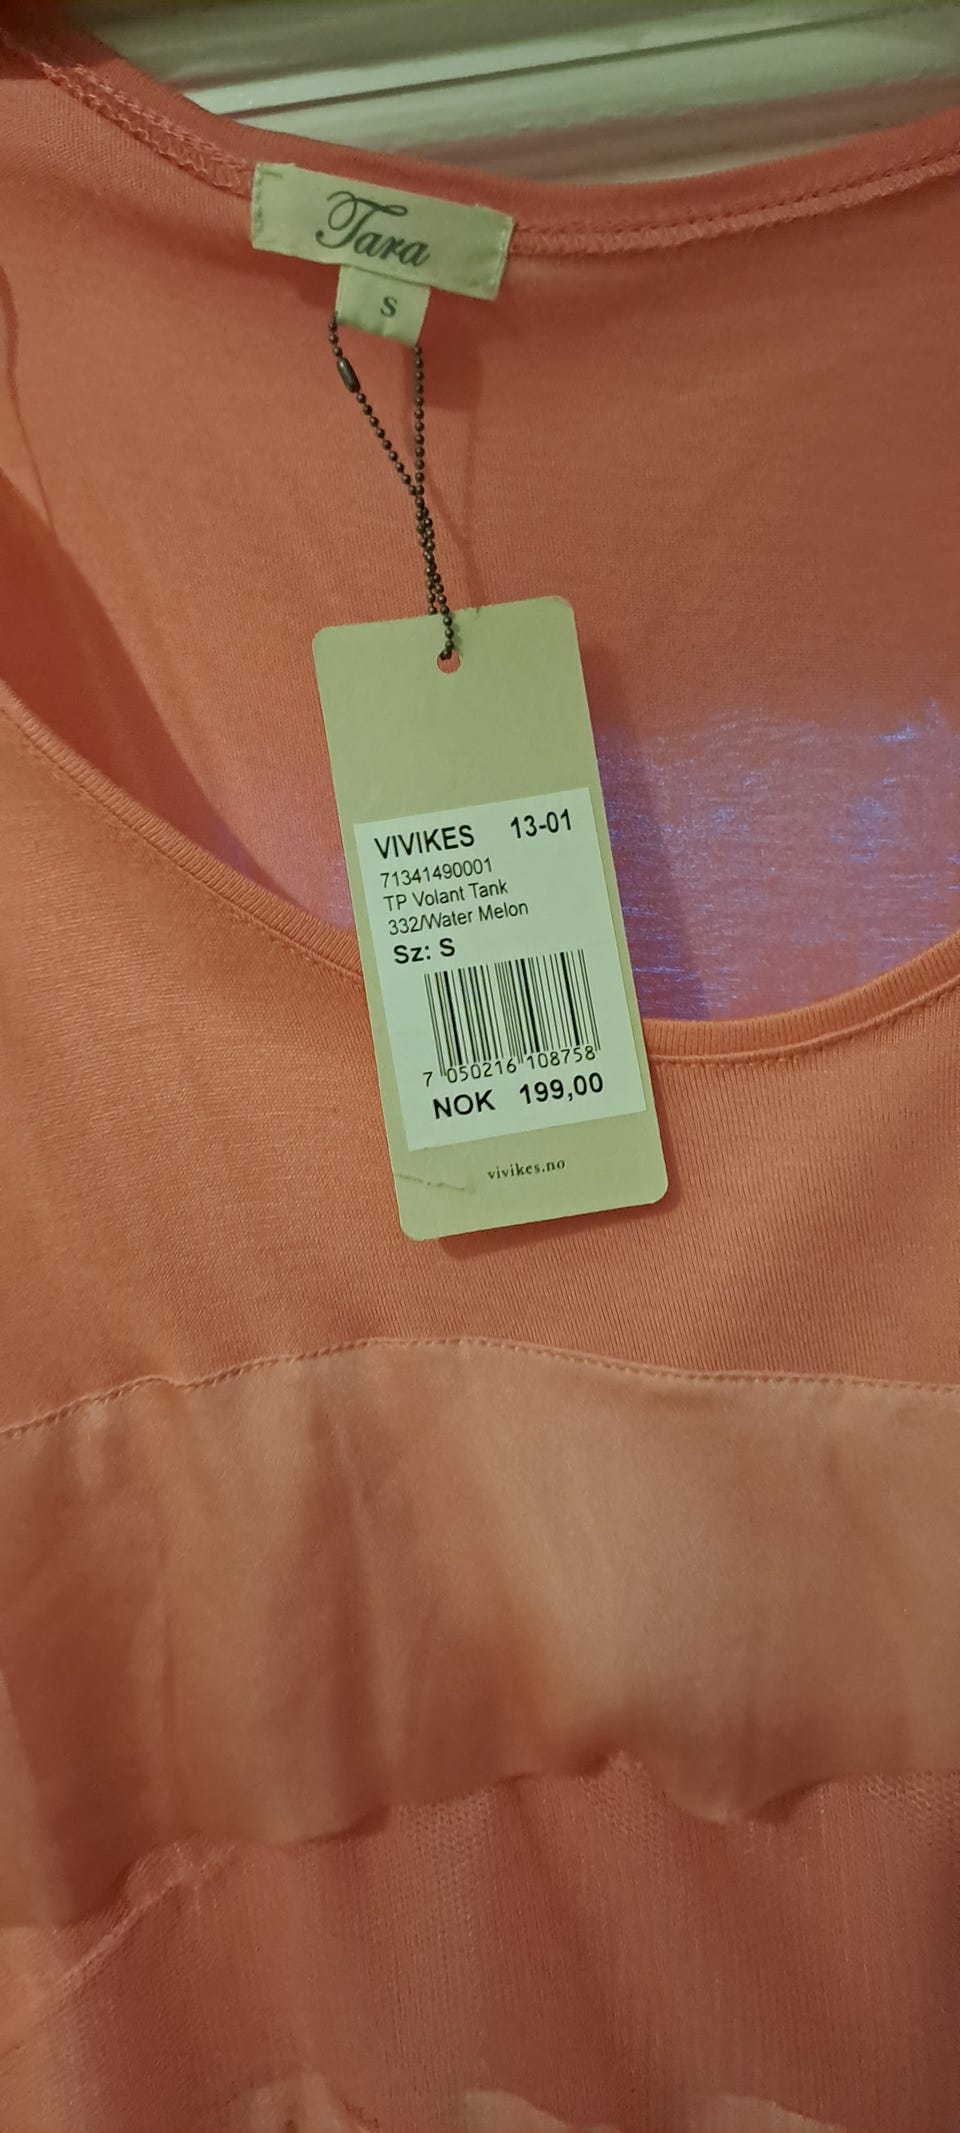 Tara
S
VIVIKES 13-01
71341490001
TP Volant Tank
332/Water Melon
Sz: S
7 050216 108758
NOK 199,00
vivikes.no